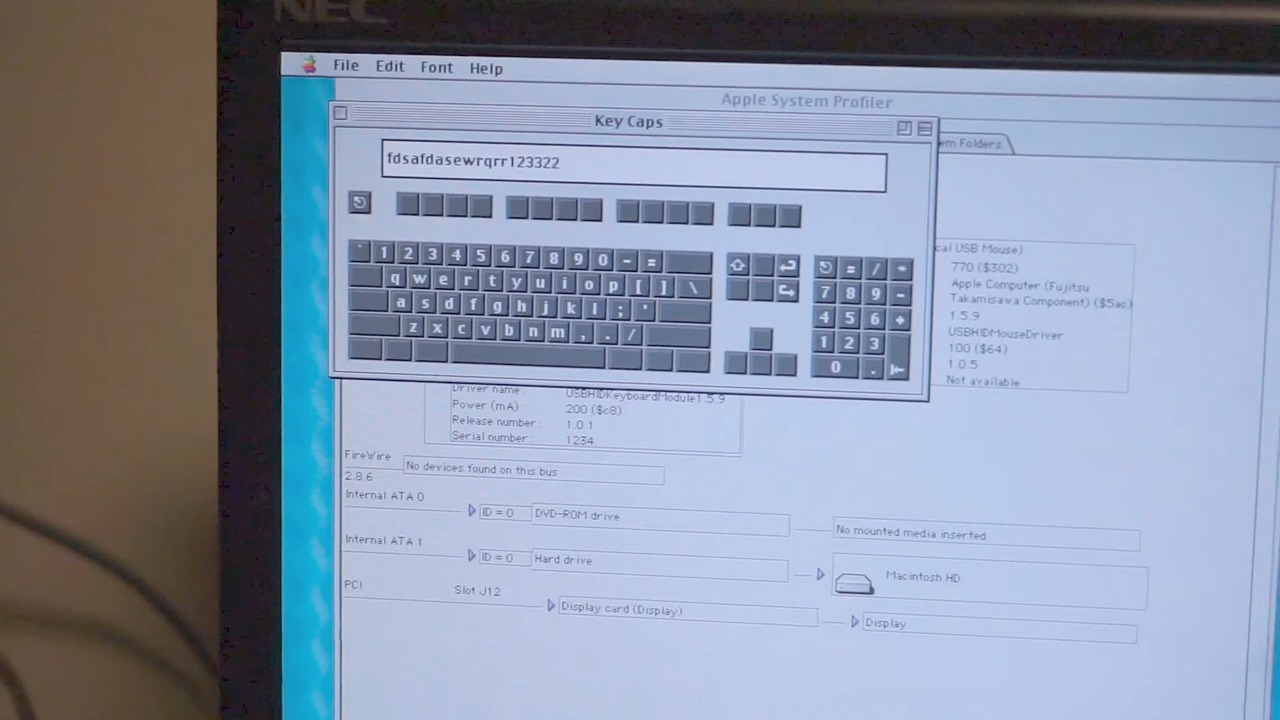 NEC
File Edit Font Help
Apple System Profiler
Key Caps
em Folders
fdsafdasewrqrr123322
` 1 2 3 4 5 6 7 8 9 0 - =
q w e r t y u i o p [ ] \
a s d f g h j k l ; '
z x c v b n m , . /
= / *
7 8 9 -
4 5 6 +
1 2 3
0 .
cal USB Mouse)
770 ($302)
Apple Computer (Fujitsu
Takamisawa Component) ($5ac)
1.5.9
USBHIDMouseDriver
100 ($64)
1.0.5
Not available
Driver name: USBHIDKeyboardModule1.5.9
Power (mA): 200 ($c8)
Release number: 1.0.1
Serial number: 1234
FireWire
2.8.6
No devices found on this bus
Internal ATA 0
ID = 0 DVD-ROM drive
No mounted media inserted
Internal ATA 1
ID = 0 Hard drive
Macintosh HD
PCI Slot J12
Display card (Display)
Display